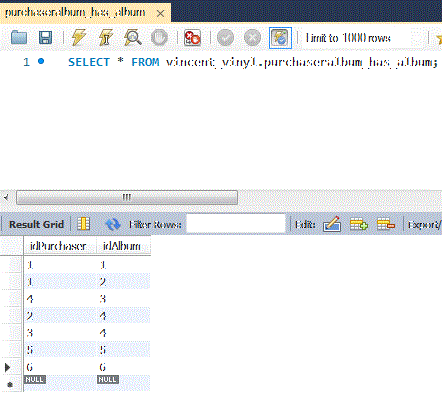 purchaseralbum_has_album ×
Limit to 1000 rows
1 SELECT * FROM vincent_vinyl.purchaseralbum_has_album;
Result Grid Filter Rows: Edit: Export/
idPurchaser idAlbum
1 1
1 2
4 3
2 4
3 4
5 5
6 6
NULL NULL